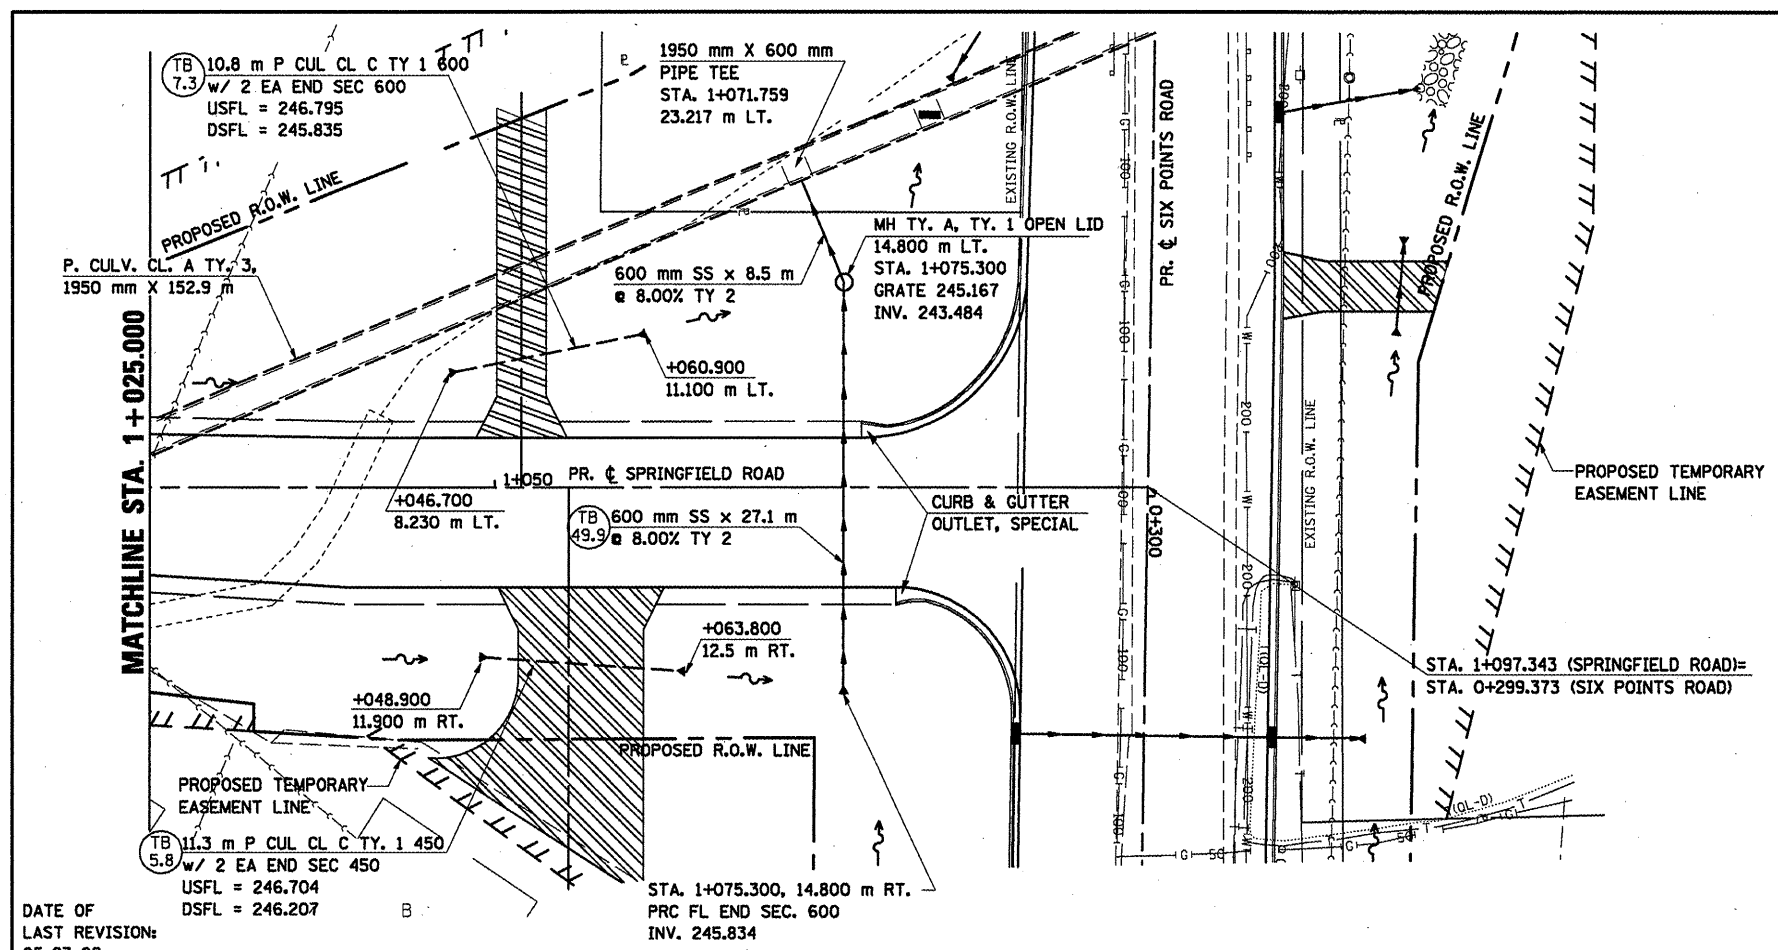 TB
7.3
10.8 m P CUL CL C TY 1 600
w/ 2 EA END SEC 600
USFL = 246.795
DSFL = 245.835
1950 mm X 600 mm
PIPE TEE
STA. 1+071.759
23.217 m LT.
EXISTING R.O.W. LINE
PR. ℄ SIX POINTS ROAD
PROPOSED R.O.W. LINE
PROPOSED R.O.W. LINE
P. CULV. CL. A TY. 3,
1950 mm X 152.9 m
MH TY. A, TY. 1 OPEN LID
14.800 m LT.
STA. 1+075.300
GRATE 245.167
INV. 243.484
600 mm SS x 8.5 m
@ 8.00% TY 2
MATCHLINE STA. 1+025.000
+060.900
11.100 m LT.
1+050
PR. ℄ SPRINGFIELD ROAD
+046.700
8.230 m LT.
TB
49.9
600 mm SS x 27.1 m
@ 8.00% TY 2
CURB & GUTTER
OUTLET, SPECIAL
0+300
EXISTING R.O.W. LINE
PROPOSED TEMPORARY
EASEMENT LINE
+063.800
12.5 m RT.
+048.900
11.900 m RT.
STA. 1+097.343 (SPRINGFIELD ROAD)=
STA. 0+299.373 (SIX POINTS ROAD)
PROPOSED R.O.W. LINE
PROPOSED TEMPORARY
EASEMENT LINE
(QL-D)
(QL-D)
TB
5.8
11.3 m P CUL CL C TY. 1 450
w/ 2 EA END SEC 450
USFL = 246.704
DSFL = 246.207
B
STA. 1+075.300, 14.800 m RT.
PRC FL END SEC. 600
INV. 245.834
DATE OF
LAST REVISION: